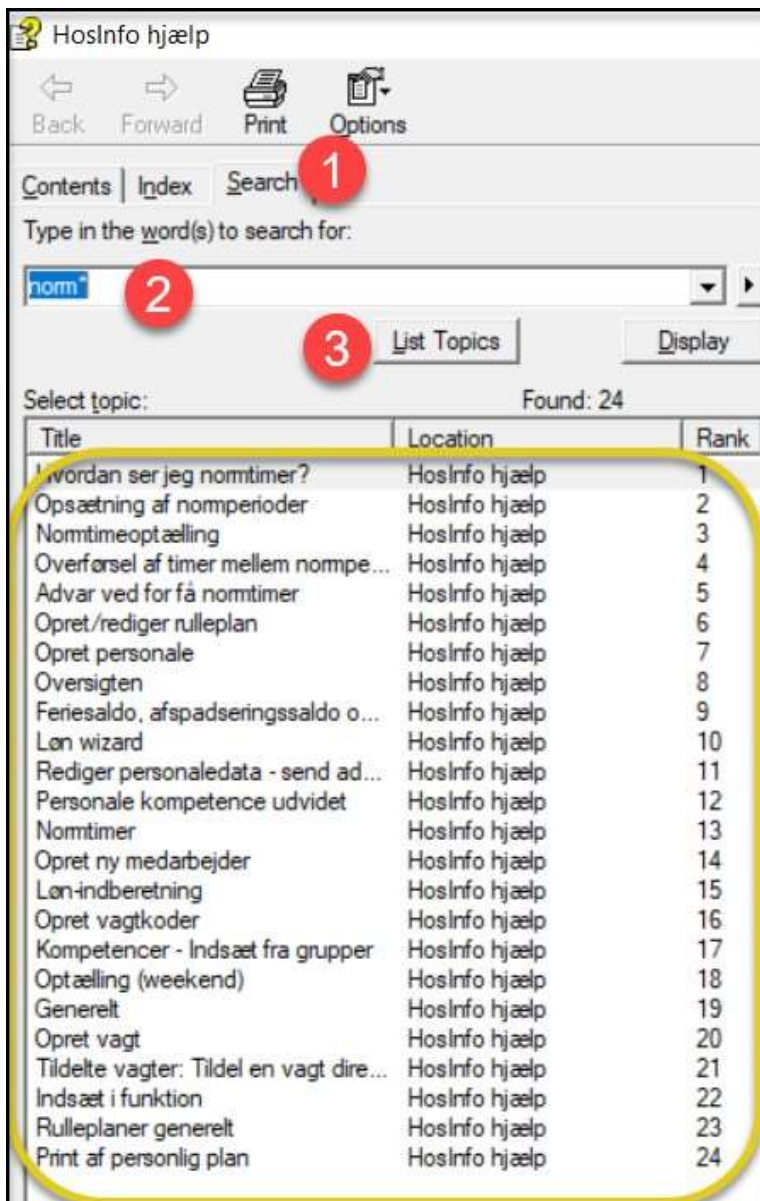 HosInfo hjælp
Back Forward Print Options
Contents Index Search 1
Type in the word(s) to search for:
norm* 2
3 List Topics Display
Select topic: Found: 24
Title Location Rank
Hvordan ser jeg normtimer? HosInfo hjælp 1
Opsætning af normperioder HosInfo hjælp 2
Normtimeoptælling HosInfo hjælp 3
Overførsel af timer mellem normpe... HosInfo hjælp 4
Advar ved for få normtimer HosInfo hjælp 5
Opret/rediger rulleplan HosInfo hjælp 6
Opret personale HosInfo hjælp 7
Oversigten HosInfo hjælp 8
Feriesaldo, afspadseringssaldo o... HosInfo hjælp 9
Løn wizard HosInfo hjælp 10
Rediger personaledata - send ad... HosInfo hjælp 11
Personale kompetence udvidet HosInfo hjælp 12
Normtimer HosInfo hjælp 13
Opret ny medarbejder HosInfo hjælp 14
Løn-indberetning HosInfo hjælp 15
Opret vagtkoder HosInfo hjælp 16
Kompetencer - Indsæt fra grupper HosInfo hjælp 17
Optælling (weekend) HosInfo hjælp 18
Generelt HosInfo hjælp 19
Opret vagt HosInfo hjælp 20
Tildelte vagter: Tildel en vagt dire... HosInfo hjælp 21
Indsæt i funktion HosInfo hjælp 22
Rulleplaner generelt HosInfo hjælp 23
Print af personlig plan HosInfo hjælp 24